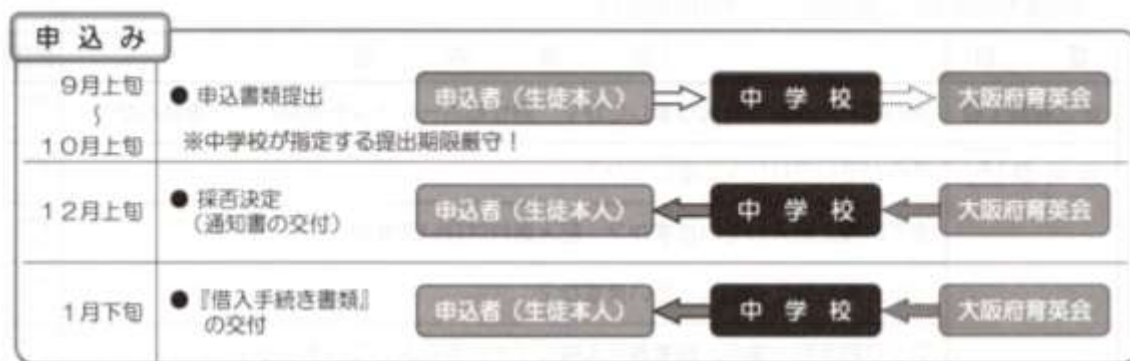 申込み
9月上旬
~
10月上旬
● 申込書類提出
申込者(生徒本人) 中学校 大阪府育英会
※中学校が指定する提出期限厳守!
12月上旬
● 採否決定
(通知書の交付)
申込者(生徒本人) 中学校 大阪府育英会
1月下旬
● 『借入手続き書類』
の交付
申込者(生徒本人) 中学校 大阪府育英会